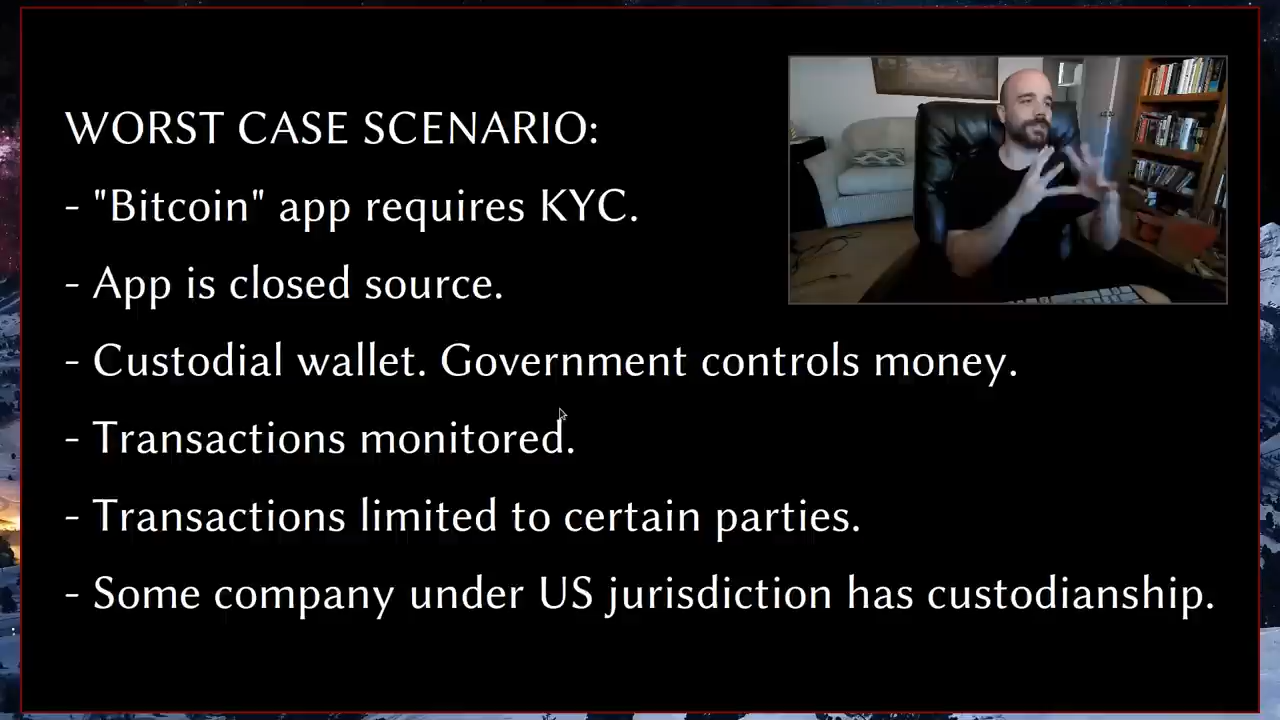 WORST CASE SCENARIO:
- "Bitcoin" app requires KYC.
- App is closed source.
- Custodial wallet. Government controls money.
- Transactions monitored.
- Transactions limited to certain parties.
- Some company under US jurisdiction has custodianship.